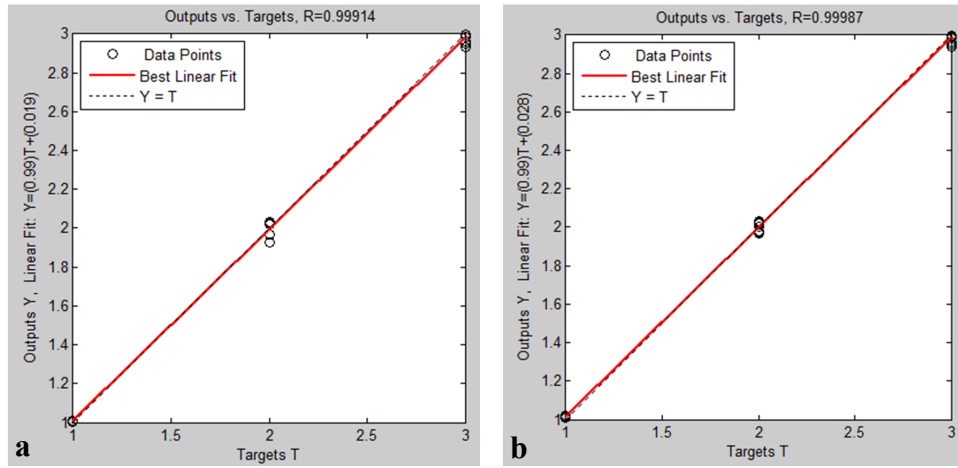 Outputs vs. Targets, R=0.99914
Data Points
Best Linear Fit
Y = T
Outputs Y, Linear Fit: Y=(0.99)T+(0.019)
3
2.8
2.6
2.4
2.2
2
1.8
1.6
1.4
1.2
1
1
1.5
2
2.5
3
Targets T
a
Outputs vs. Targets, R=0.99987
Data Points
Best Linear Fit
Y = T
Outputs Y, Linear Fit: Y=(0.99)T+(0.028)
3
2.8
2.6
2.4
2.2
2
1.8
1.6
1.4
1.2
1
1
1.5
2
2.5
3
Targets T
b